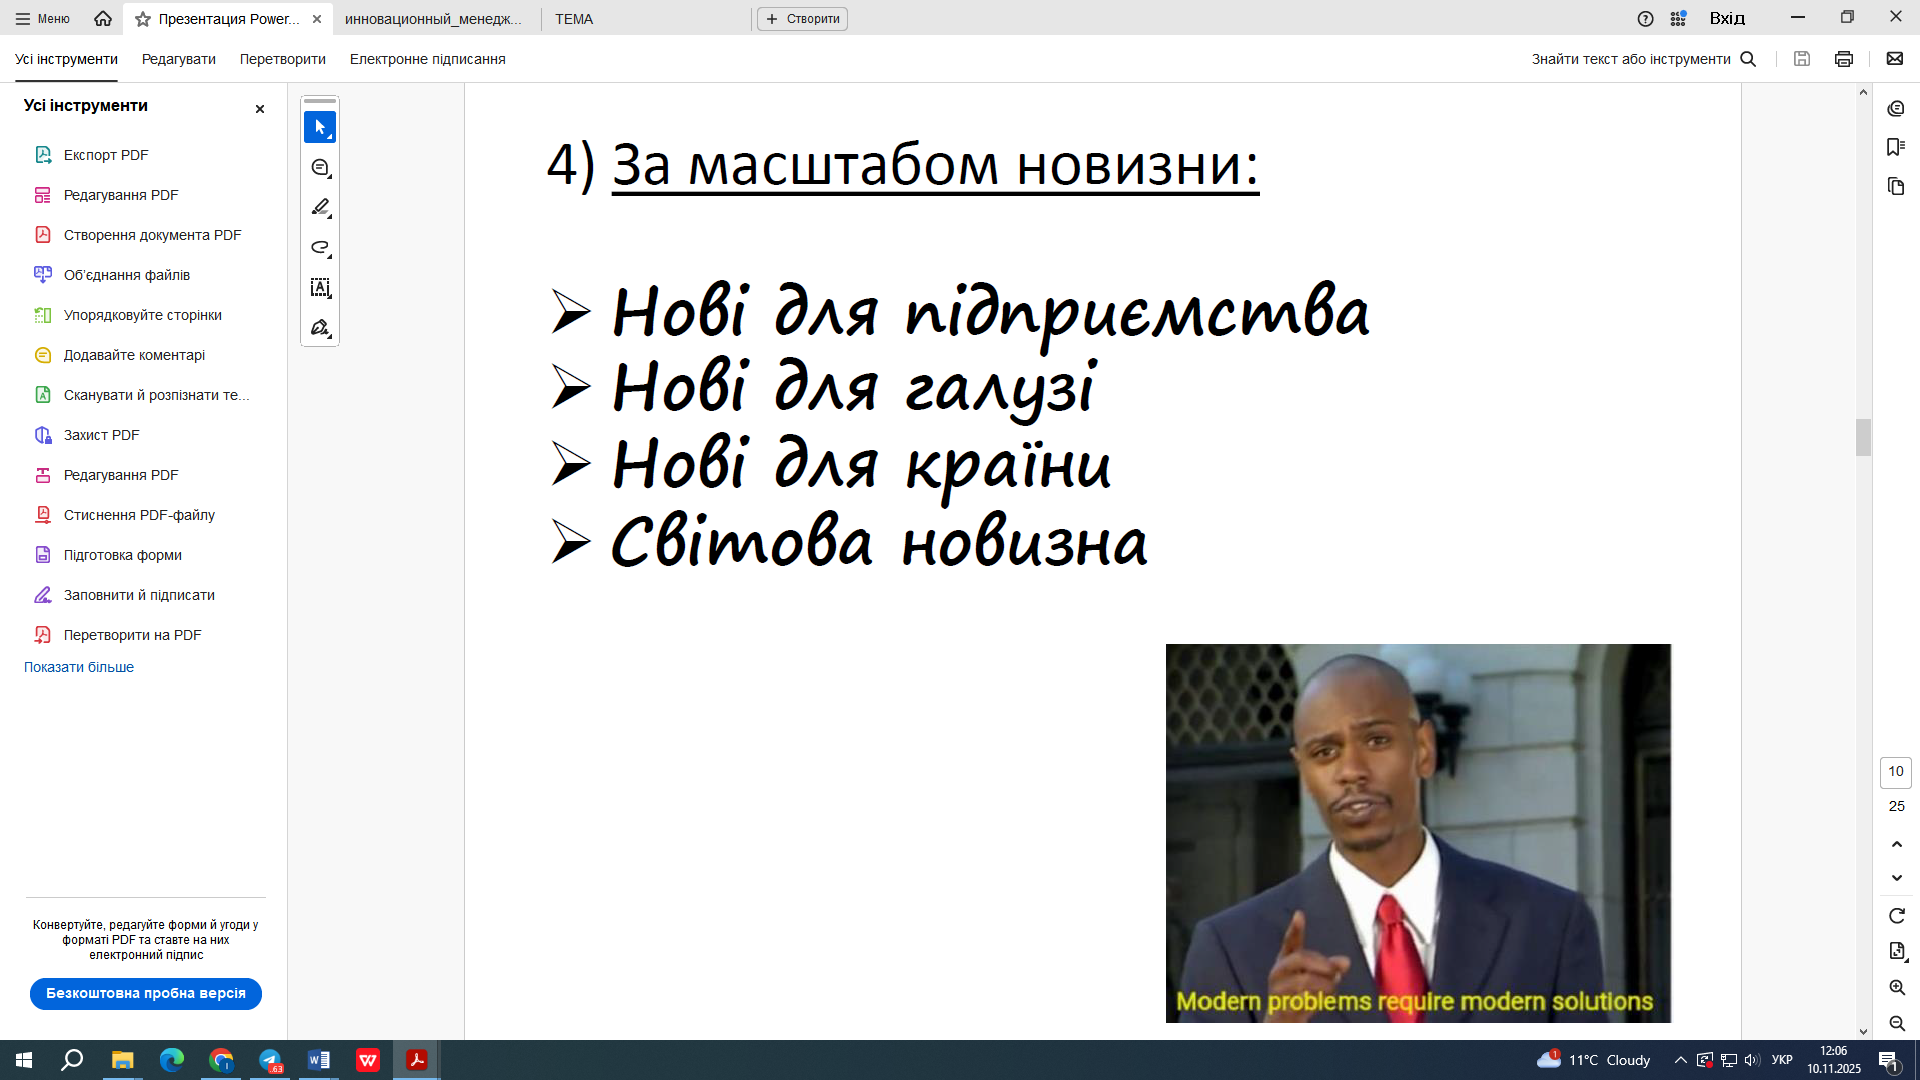 Меню
Презентация Power...
инновационный_менедж...
ТЕМА
Створити
Вхід
Усі інструменти
Редагувати
Перетворити
Електронне підписання
Знайти текст або інструменти
Усі інструменти
Експорт PDF
Редагування PDF
Створення документа PDF
Об'єднання файлів
Упорядковуйте сторінки
Додавайте коментарі
Сканувати й розпізнати те...
Захист PDF
Редагування PDF
Стиснення PDF-файлу
Підготовка форми
Заповнити й підписати
Перетворити на PDF
Показати більше
Конвертуйте, редагуйте форми й угоди у
форматі PDF та ставте на них
електронний підпис
Безкоштовна пробна версія
4) За масштабом новизни:
Нові для підприємства
Нові для галузі
Нові для країни
Світова новизна
Modern problems require modern solutions
10
25
.63
1
11°C Cloudy
УКР
12:06
10.11.2025
1